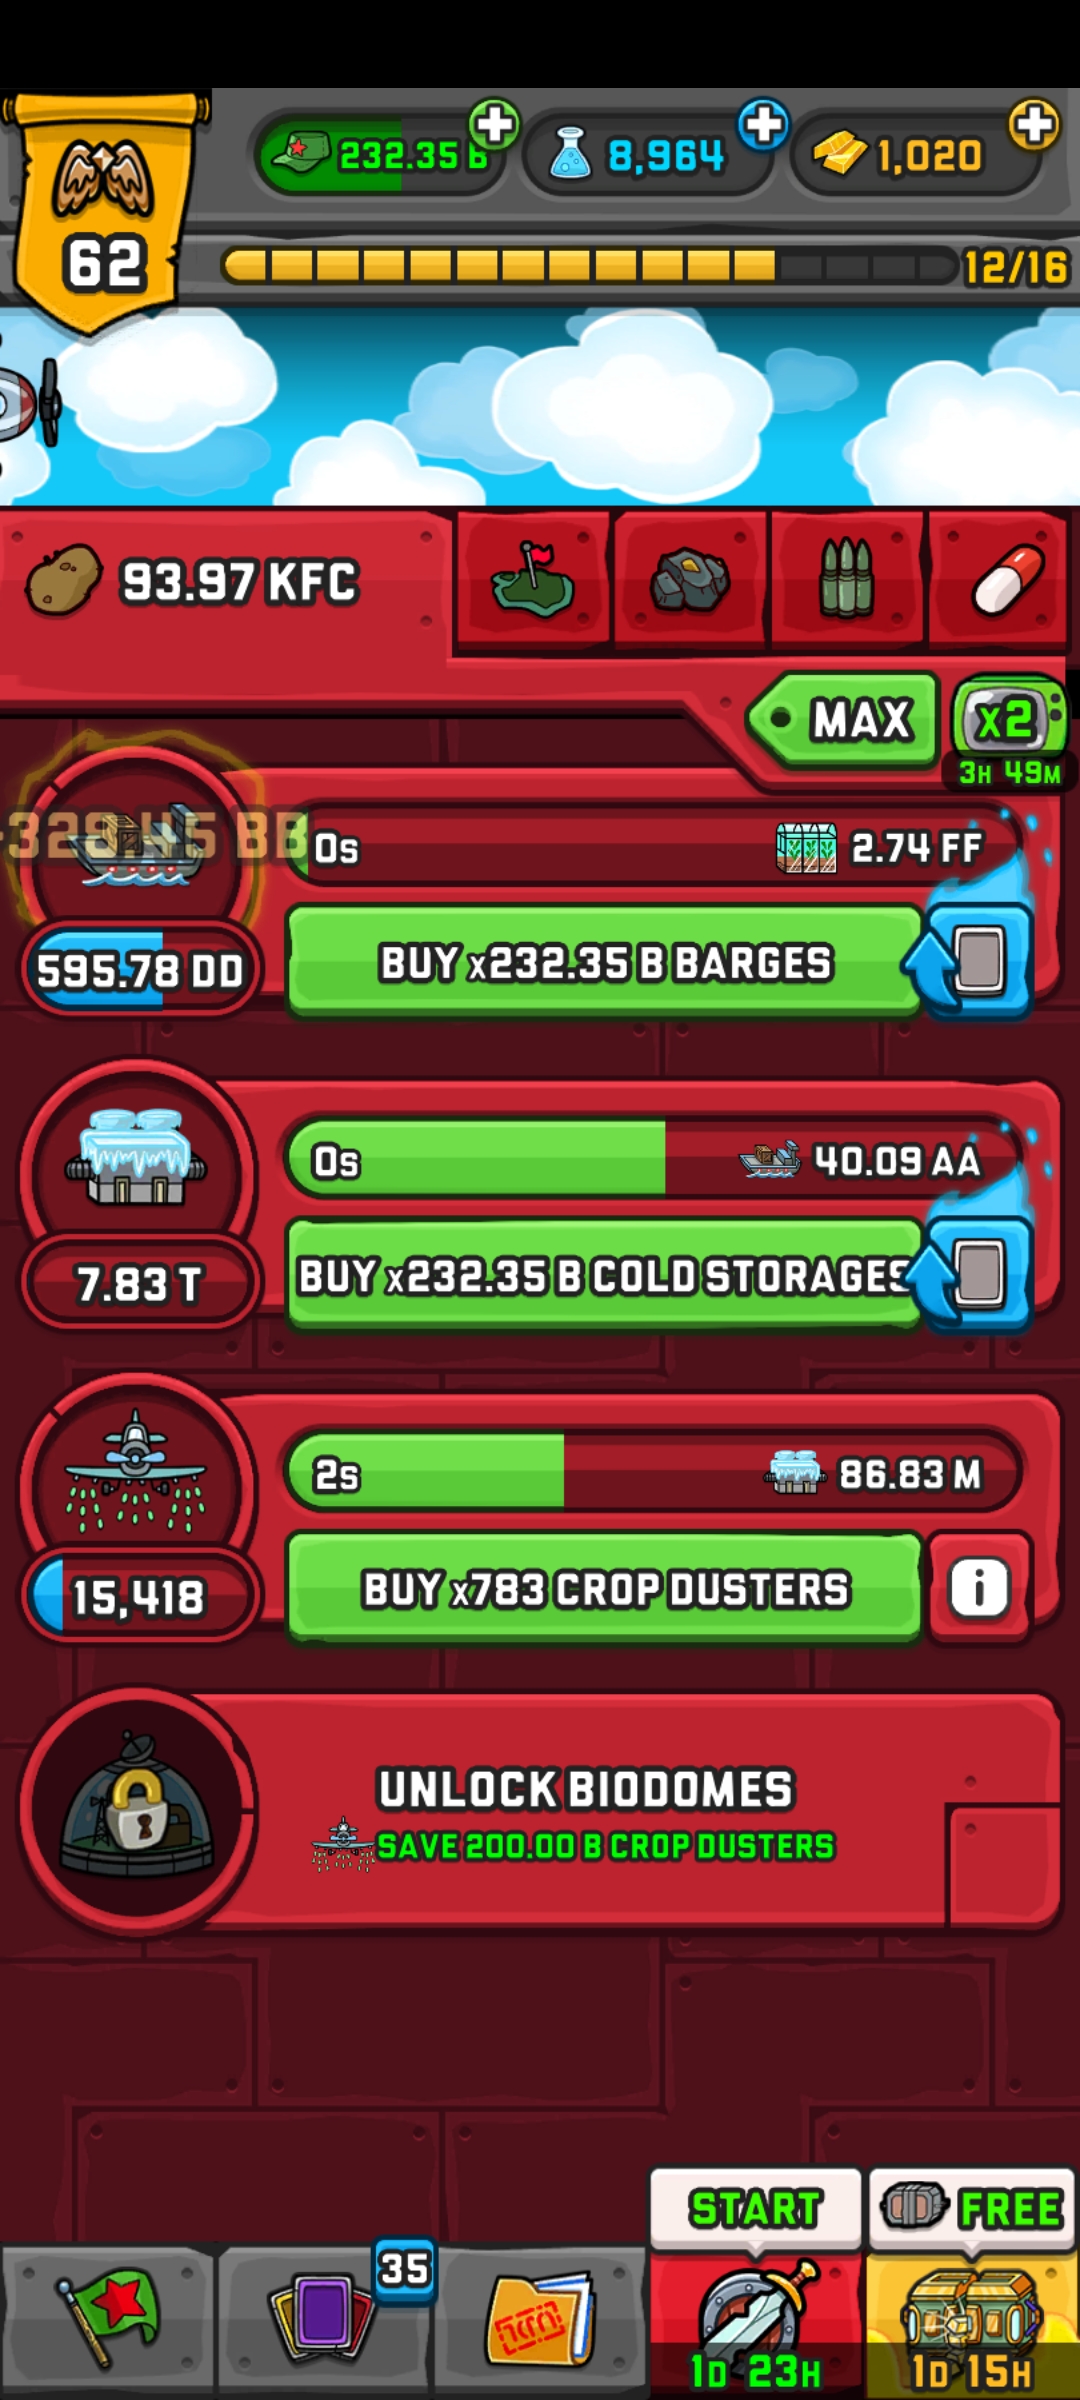 232.35 B
8,964
1,020
62
12/16
93.97 KFC
MAX
x2
3H 49M
0s
2.74 FF
595.78 DD
BUY x232.35 B BARGES
0s
40.09 AA
7.83 T
BUY x232.35 B COLD STORAGES
2s
86.83 M
15,418
BUY x783 CROP DUSTERS
i
UNLOCK BIODOMES
SAVE 200.00 B CROP DUSTERS
START
FREE
35
1D 23H
1D 15H